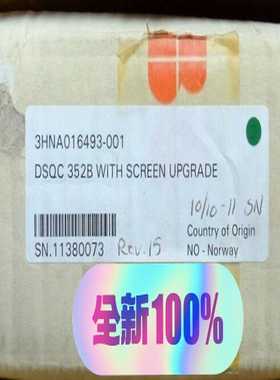 3HNA016493-001
DSQC 352B WITH SCREEN UPGRADE
10/10-11 SN
Country of Origin
SN.11380073 Rev.15 NO - Norway
全新100%